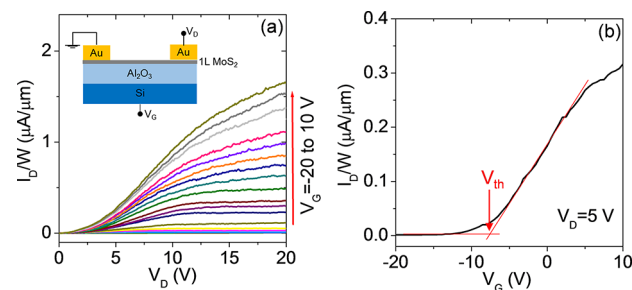 (a)
V_D
Au
Au
1L MoS₂
Al₂O₃
Si
V_G
I_D/W (μA/μm)
2
1
0
0
5
10
15
20
V_D (V)
V_G=-20 to 10 V
(b)
I_D/W (μA/μm)
0.4
0.3
0.2
0.1
0.0
V_th
V_D=5 V
-20
-15
-10
-5
0
5
10
V_G (V)